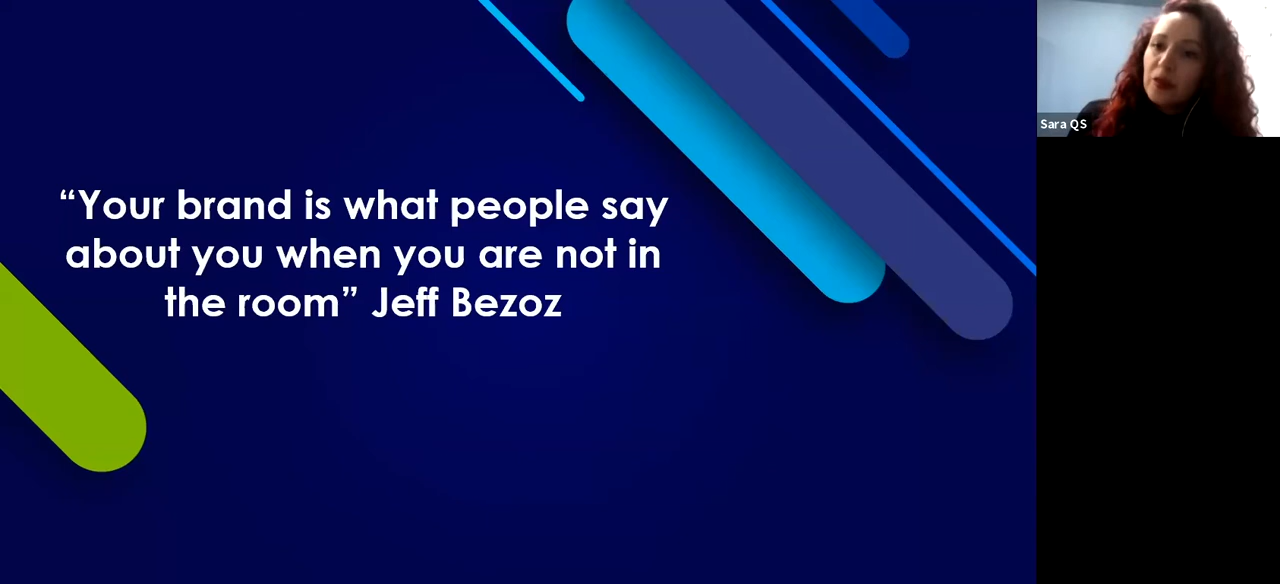 “Your brand is what people say
about you when you are not in
the room” Jeff Bezoz
Sara QS